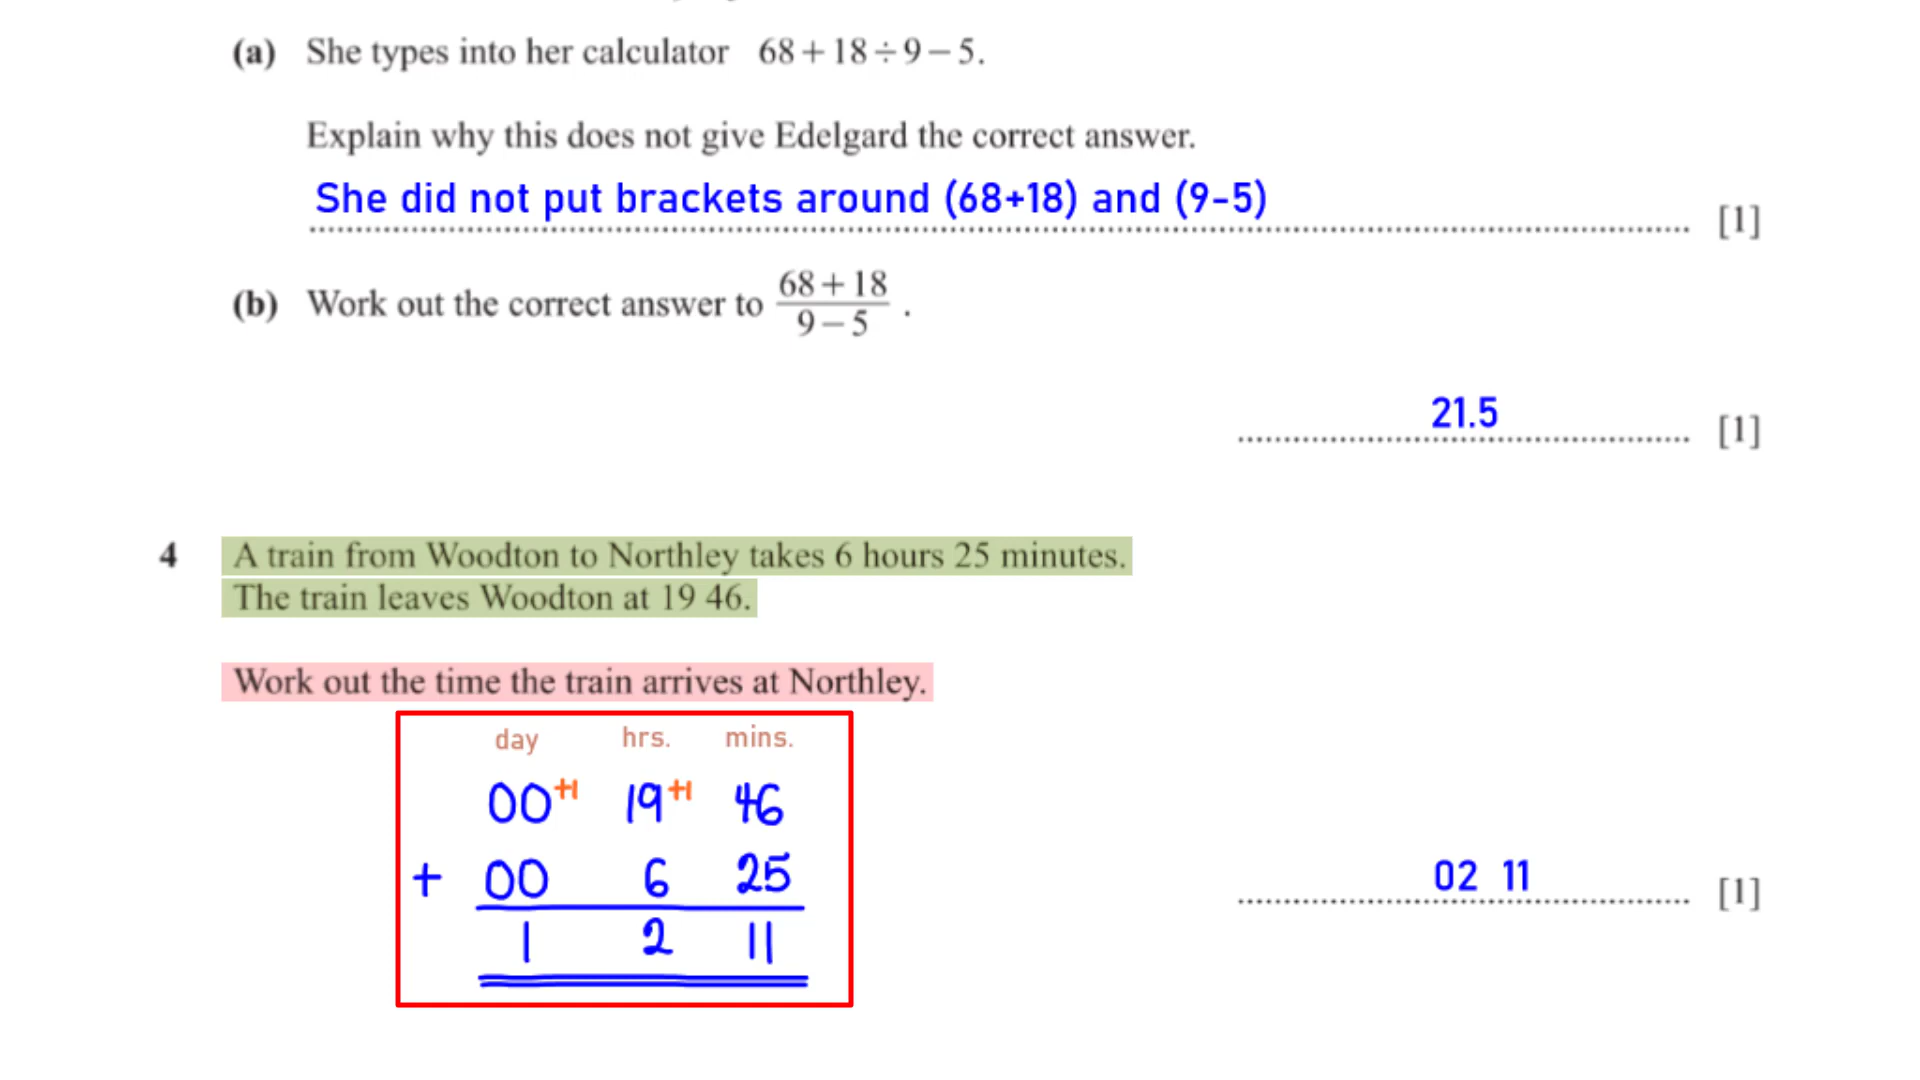 (a) She types into her calculator 68 + 18 ÷ 9 − 5.
Explain why this does not give Edelgard the correct answer.
She did not put brackets around (68+18) and (9-5)
[1]
(b) Work out the correct answer to 68 + 18 / 9 − 5 .
21.5
[1]
4 A train from Woodton to Northley takes 6 hours 25 minutes.
The train leaves Woodton at 19 46.
Work out the time the train arrives at Northley.
day hrs. mins.
00+1 19+1 46
+ 00 6 25
1 2 11
02 11
[1]